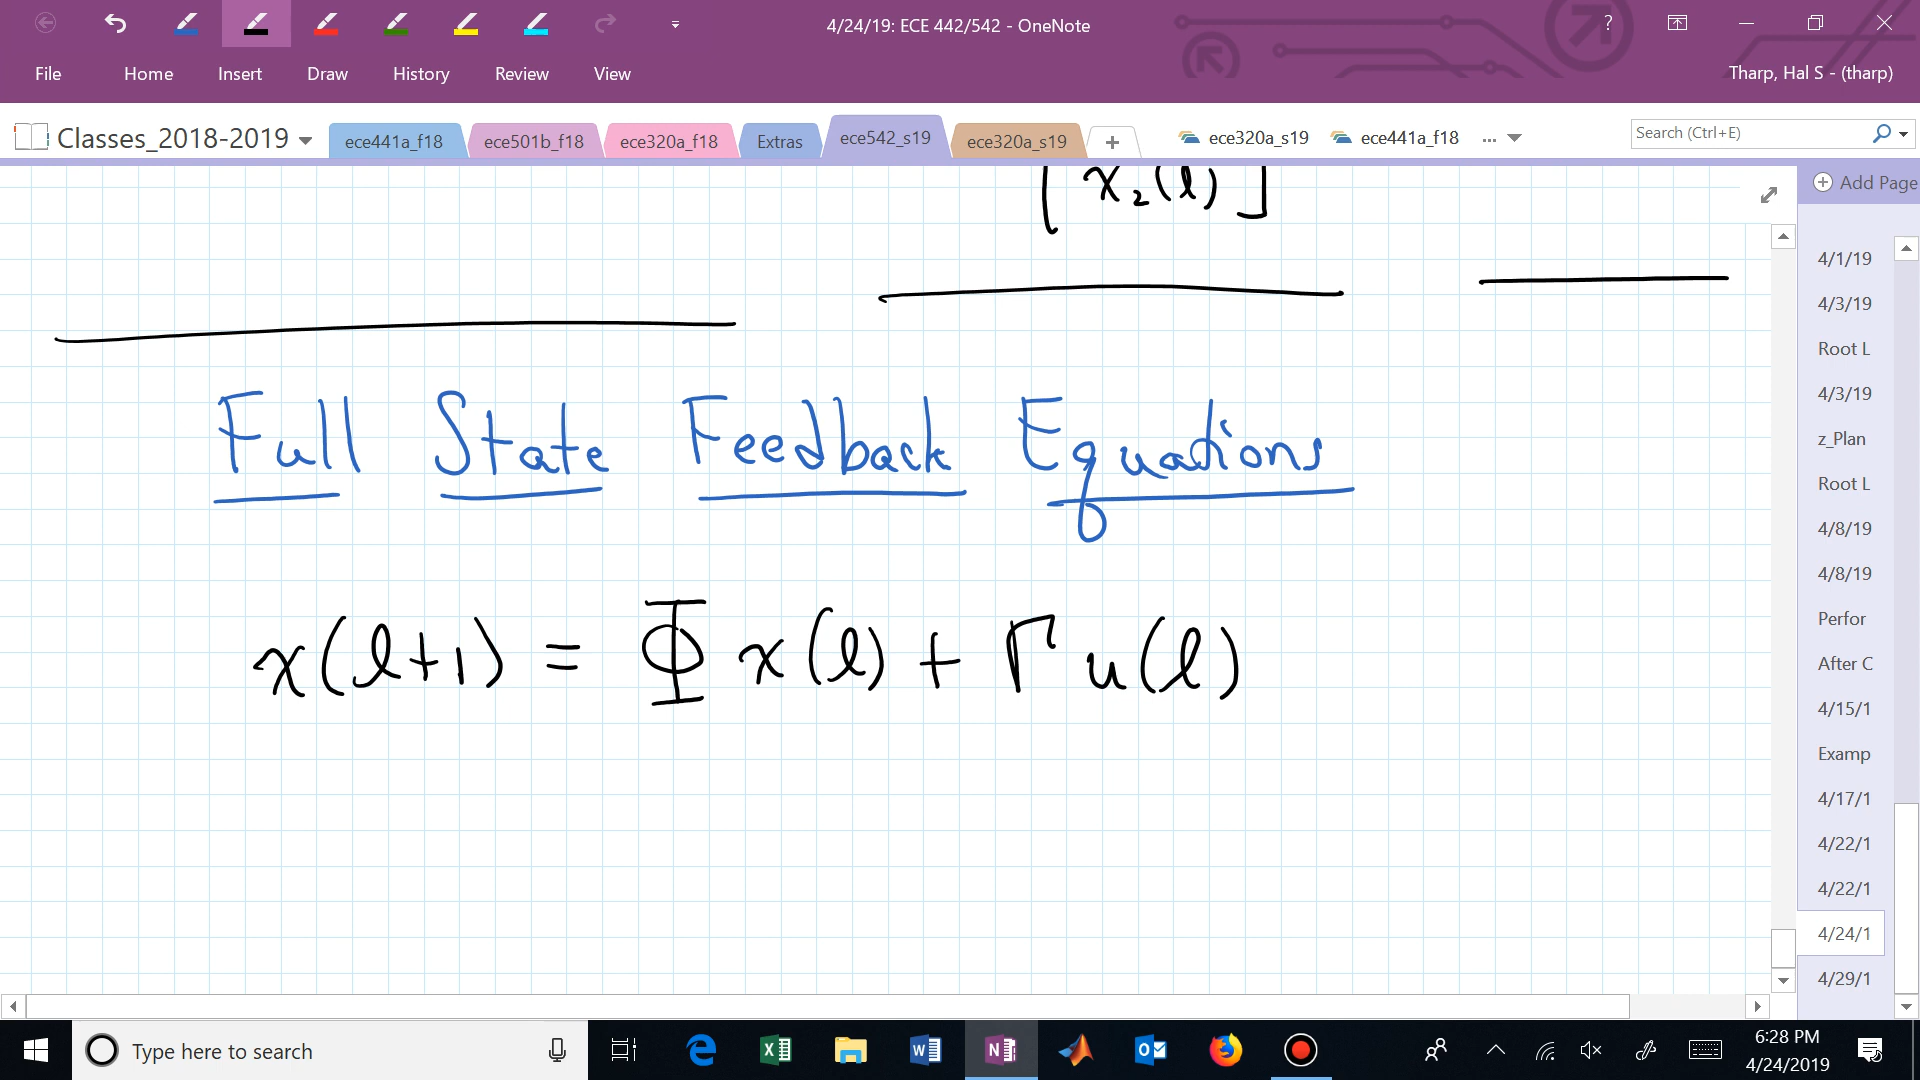 4/24/19: ECE 442/542 - OneNote
?
File Home Insert Draw History Review View
Tharp, Hal S - (tharp)
Classes_2018-2019 ece441a_f18 ece501b_f18 ece320a_f18 Extras ece542_s19 ece320a_s19 + ece320a_s19 ece441a_f18 ... Search (Ctrl+E)
Add Page
x₂(l) ]
Full State Feedback Equations
x(l+1) = Φ x(l) + Γ u(l)
4/1/19
4/3/19
Root L
4/3/19
z_Plan
Root L
4/8/19
4/8/19
Perfor
After C
4/15/1
Examp
4/17/1
4/22/1
4/22/1
4/24/1
4/29/1
Type here to search
6:28 PM
4/24/2019